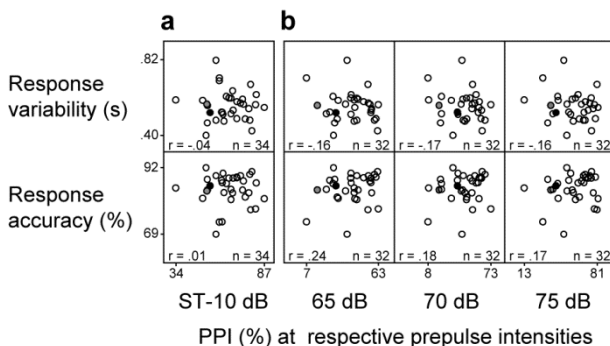 a
b
Response variability (s)
.82
.40
r = -.04 n = 34
r = -.16 n = 32
r = -.17 n = 32
r = -.16 n = 32
Response accuracy (%)
92
69
r = .01 n = 34
r = .24 n = 32
r = .18 n = 32
r = .17 n = 32
34 87
7 63
8 73
13 81
ST-10 dB
65 dB
70 dB
75 dB
PPI (%) at respective prepulse intensities